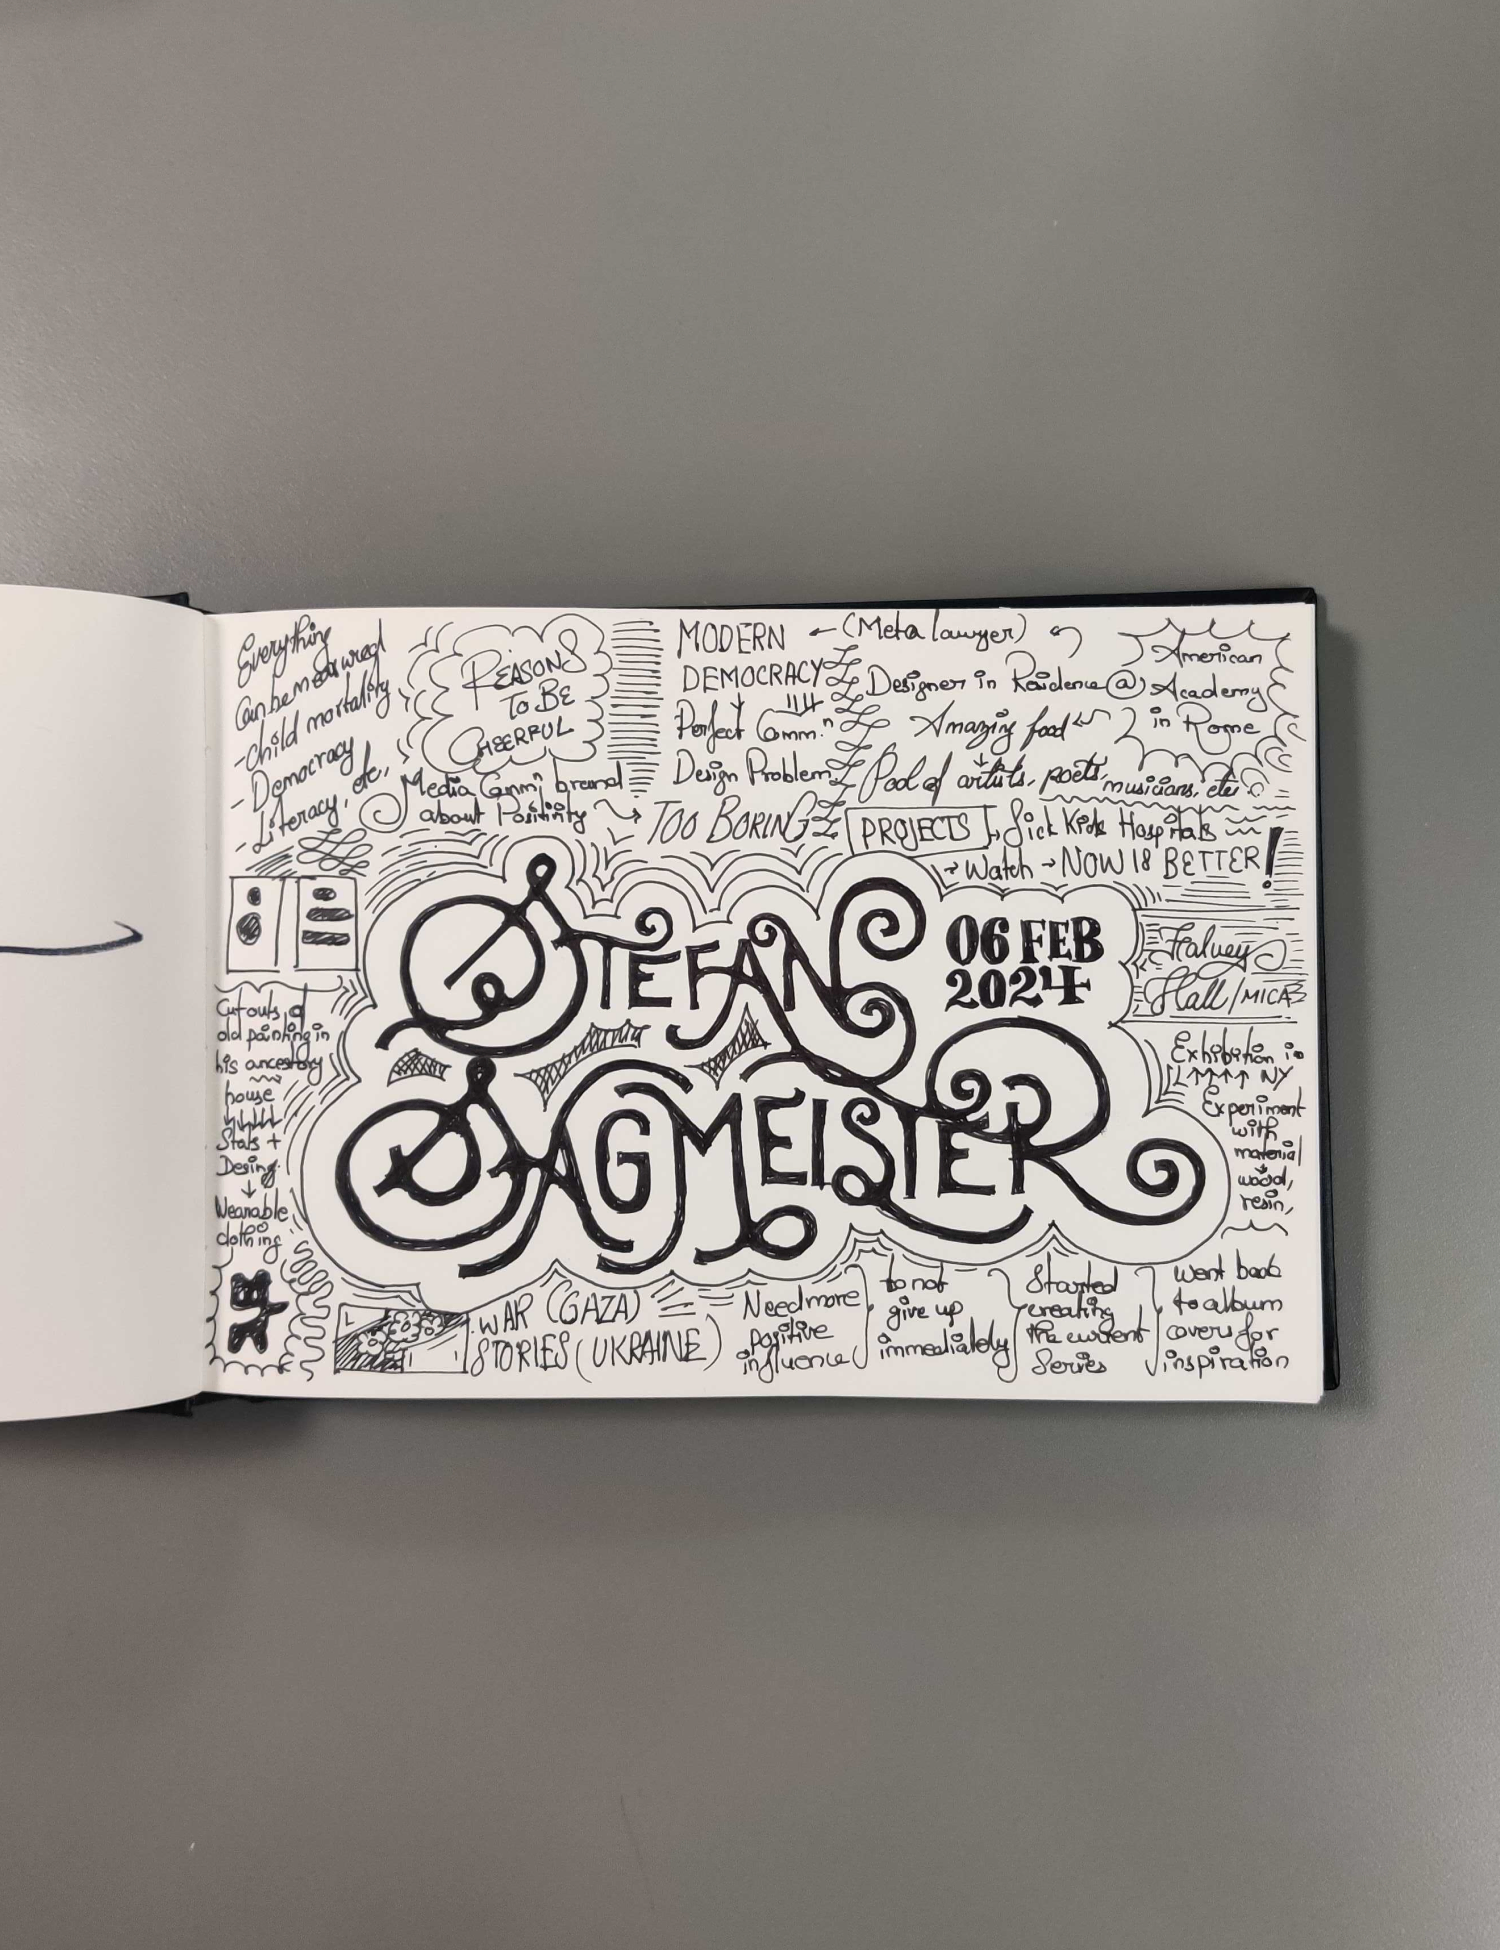 Everything
Can be measured
- Child mortality
- Democracy
- Literacy, etc,
REASONS
TO BE
CHEERFUL
Media Commn brand
about Positivity
TOO BORING
MODERN
DEMOCRACY
(Meta lawyer)
Perfect Comm.n
Design Problem
Designer in Residence @
American
Academy
in Rome
Amazing food
Pool of artists, poets,
musicians, etc.
PROJECTS
Sick Kids Hospitals
Watch → NOW IS BETTER!
STEFAN
SAGMEISTER
06 FEB
2024
Falvey
Hall/MICA
Exhibition in
NY
Experiment
with
material
wood,
resin,
Cutouts of
old painting in
his ancestory
house
Stats +
Desing.
Wearable
clothing
WAR (GAZA)
STORIES (UKRAINE)
Need more
positive
influence
to not
give up
immediately
Started
creating
the current
Series
Went back
to album
covers for
inspiration